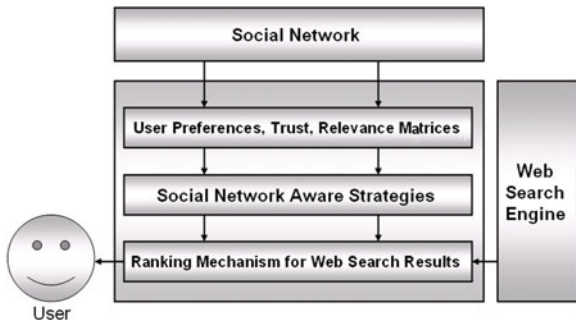 Social Network
User Preferences, Trust, Relevance Matrices
Social Network Aware Strategies
Ranking Mechanism for Web Search Results
Web
Search
Engine
User